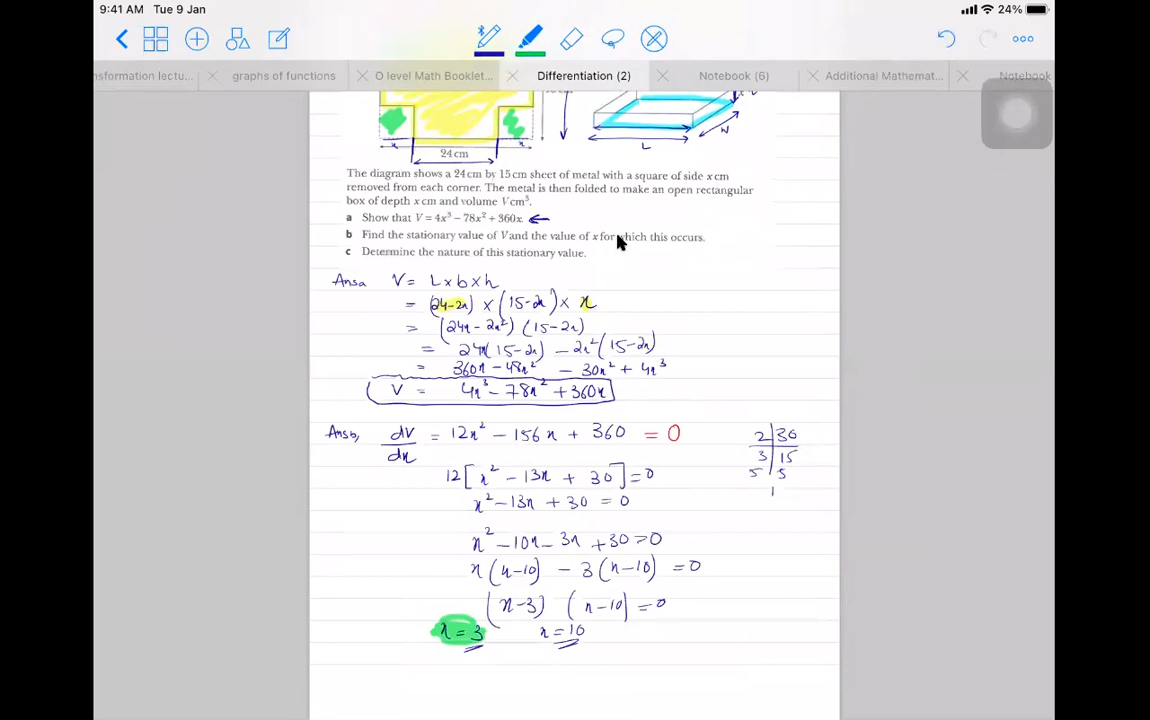 9:41 AM Tue 9 Jan
24%
nsformation lectu...
graphs of functions
O level Math Booklet...
Differentiation (2)
Notebook (6)
Additional Mathemat...
Notebook
x x
24 cm
L
W
The diagram shows a 24 cm by 15 cm sheet of metal with a square of side x cm
removed from each corner. The metal is then folded to make an open rectangular
box of depth x cm and volume V cm³.
a Show that V = 4x³ − 78x² + 360x.
b Find the stationary value of V and the value of x for which this occurs.
c Determine the nature of this stationary value.
Ansa V = L x b x h
= (24-2x) x (15-2x) x x
= (24x - 2x²) (15-2x)
= 24x(15-2x) - 2x²(15-2x)
= 360x - 48x² - 30x² + 4x³
V = 4x³ - 78x² + 360x
Ansb, dV/dx = 12x² - 156x + 360 = 0
2 30
3 15
5 5
1
12[x² - 13x + 30] = 0
x² - 13x + 30 = 0
x² - 10x - 3x + 30 = 0
x(x-10) - 3(x-10) = 0
(x-3) (x-10) = 0
x = 3 x = 10